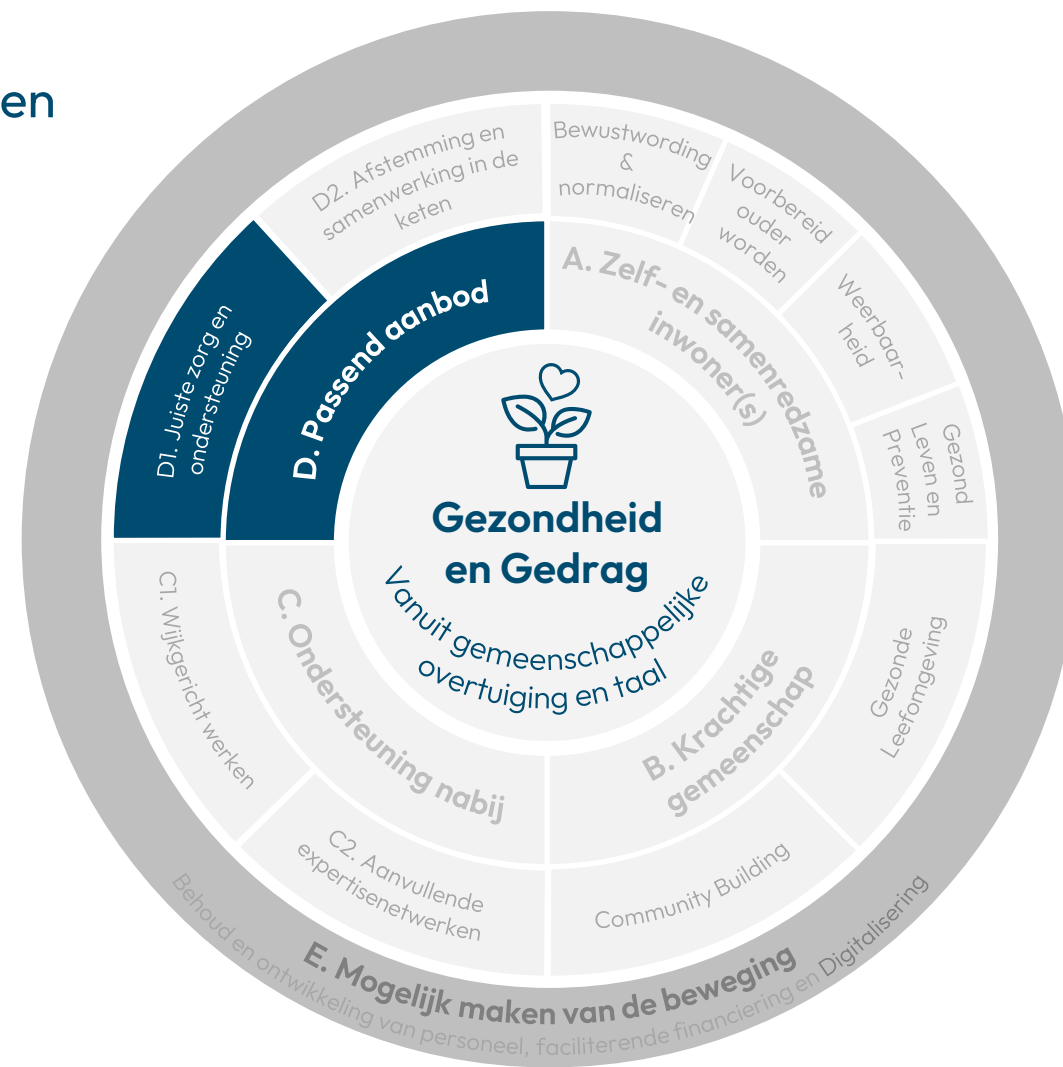 en
Bewustwording
&
normaliseren
Voorbereid
ouder
worden
Weerbaar-
heid
Gezond
Leven en
Preventie
A. Zelf- en samenredzame
inwoner(s)
Gezonde
Leefomgeving
Community Building
B. Krachtige
gemeenschap
C2. Aanvullende
expertisenetwerken
C1. Wijkgericht werken
C. Ondersteuning nabij
D1. Juiste zorg en
ondersteuning
D2. Afstemming en
samenwerking in de
keten
D. Passend aanbod
Gezondheid
en Gedrag
Vanuit gemeenschappelijke
overtuiging en taal
E. Mogelijk maken van de beweging
Behoud en ontwikkeling van personeel, faciliterende financiering en Digitalisering